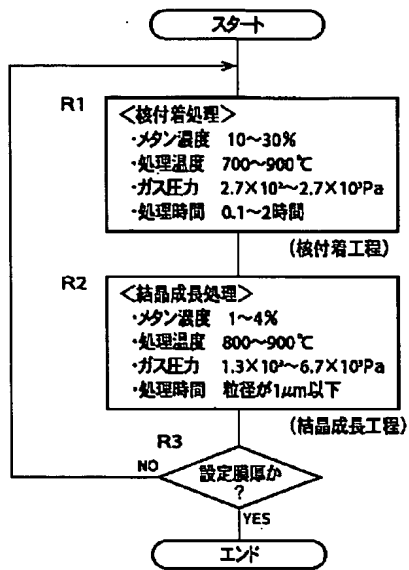 スタート
R1
＜核付着処理＞
・メタン濃度 10～30%
・処理温度 700～900℃
・ガス圧力 2.7×10²～2.7×10³Pa
・処理時間 0.1～2時間
(核付着工程)
R2
＜結晶成長処理＞
・メタン濃度 1～4%
・処理温度 800～900℃
・ガス圧力 1.3×10³～6.7×10³Pa
・処理時間 粒径が1μm以下
(結晶成長工程)
R3
NO
設定膜厚か
?
YES
エンド